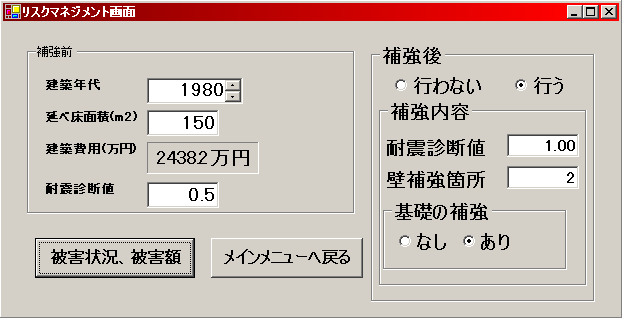 リスクマネジメント画面
補強前
建築年代 1980
延べ床面積(m2) 150
建築費用(万円) 24382万円
耐震診断値 0.5
被害状況、被害額
メインメニューへ戻る
補強後
行わない 行う
補強内容
耐震診断値 1.00
壁補強箇所 2
基礎の補強
なし あり